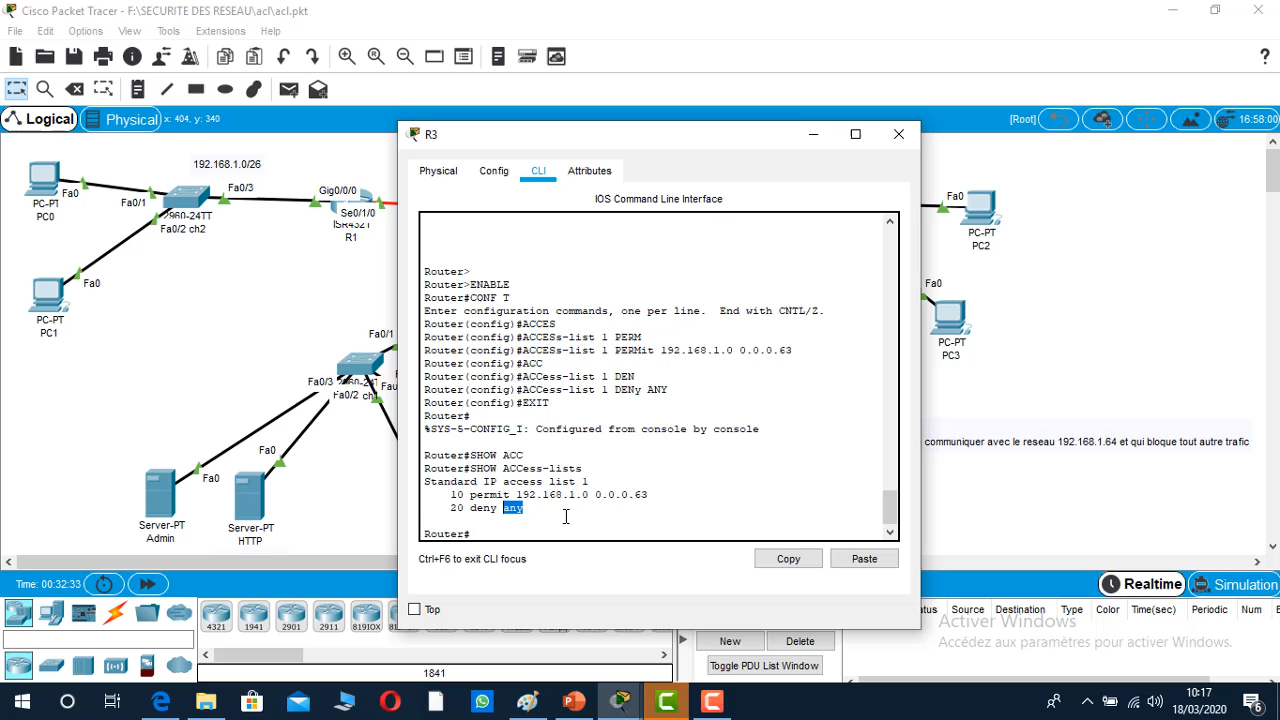 Cisco Packet Tracer - F:\SECURITE DES RESEAU\acl\acl.pkt
File Edit Options View Tools Extensions Help
?
Logical Physical x: 404, y: 340 [Root] 16:58:00
192.168.1.0/26
Fa0
PC-PT
PC0
Fa0/1
Fa0/3
Fa0/2 ch2
Gig0/0/0
Se0/1/0
ISR4321
R1
Fa0
PC-PT
PC1
Fa0/1
Fa0/3
Fa0/2
Fa0
Fa0
Server-PT
Admin
Server-PT
HTTP
Fa0
PC-PT
PC2
Fa0
PC-PT
PC3
communiquer avec le reseau 192.168.1.64 et qui bloque tout autre trafic
R3
Physical Config CLI Attributes
IOS Command Line Interface
Router>
Router>ENABLE
Router#CONF T
Enter configuration commands, one per line. End with CNTL/Z.
Router(config)#ACCES
Router(config)#ACCESs-list 1 PERM
Router(config)#ACCESs-list 1 PERMit 192.168.1.0 0.0.0.63
Router(config)#ACC
Router(config)#ACCess-list 1 DEN
Router(config)#ACCess-list 1 DENy ANY
Router(config)#EXIT
Router#
%SYS-5-CONFIG_I: Configured from console by console
Router#SHOW ACC
Router#SHOW ACCess-lists
Standard IP access list 1
10 permit 192.168.1.0 0.0.0.63
20 deny any
Router#
Ctrl+F6 to exit CLI focus
Copy Paste
Top
Time: 00:32:33
Realtime Simulation
4321 1941 2901 2911 819IOX
1841
New Delete
Toggle PDU List Window
Source Destination Type Color Time(sec) Periodic Num
Activer Windows
Accédez aux paramètres pour activer Windows.
10:17
18/03/2020
6